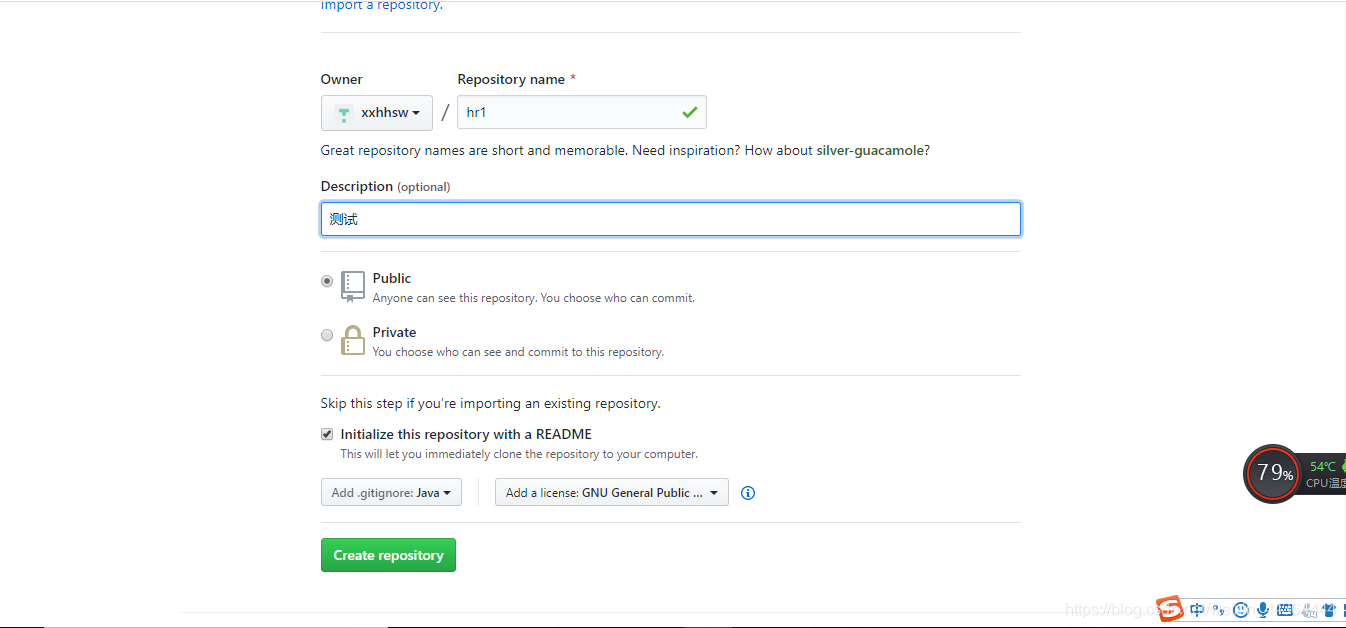 import a repository.
Owner Repository name *
xxhhsw / hr1
Great repository names are short and memorable. Need inspiration? How about silver-guacamole?
Description (optional)
测试
Public
Anyone can see this repository. You choose who can commit.
Private
You choose who can see and commit to this repository.
Skip this step if you're importing an existing repository.
Initialize this repository with a README
This will let you immediately clone the repository to your computer.
Add .gitignore: Java Add a license: GNU General Public ...
79% 54℃
CPU温度
Create repository
中